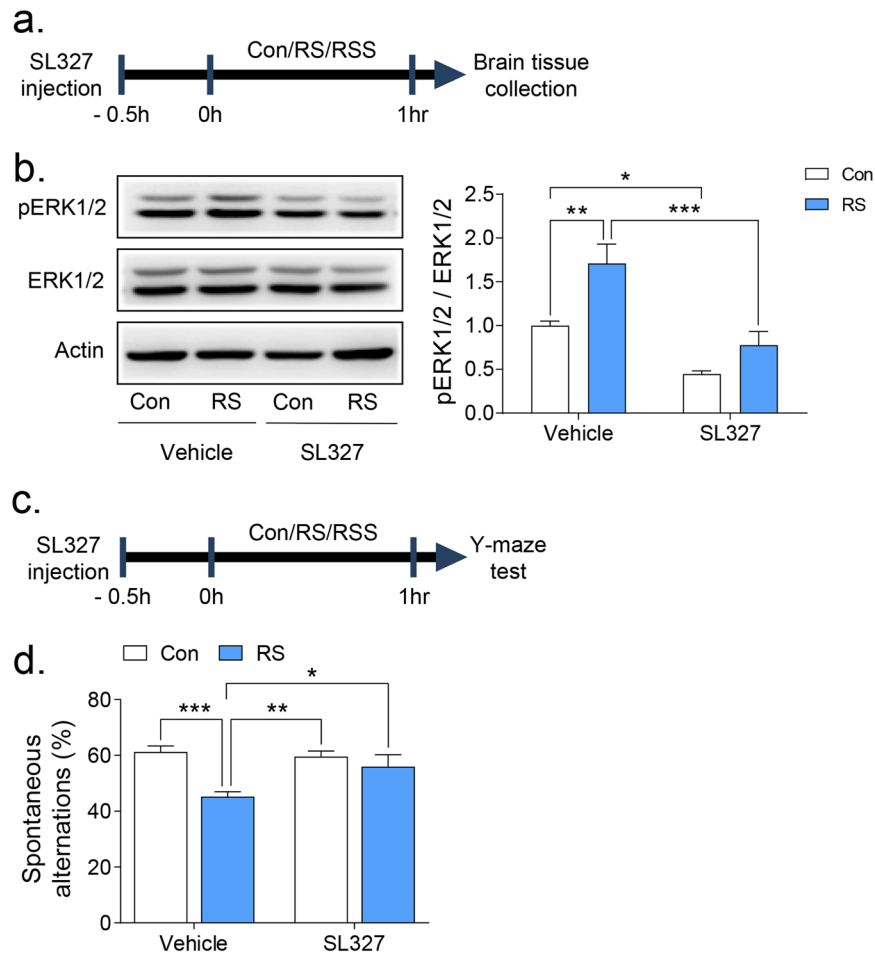 a.
SL327
injection
Con/RS/RSS
Brain tissue
collection
- 0.5h
0h
1hr
b.
pERK1/2
ERK1/2
Actin
Con RS Con RS
Vehicle SL327
pERK1/2 / ERK1/2
2.5
2.0
1.5
1.0
0.5
0.0
*
** ***
Con
RS
Vehicle SL327
c.
SL327
injection
Con/RS/RSS
Y-maze
test
- 0.5h
0h
1hr
d.
Con RS
Spontaneous
alternations (%)
80
60
40
20
0
*
*** **
Vehicle SL327